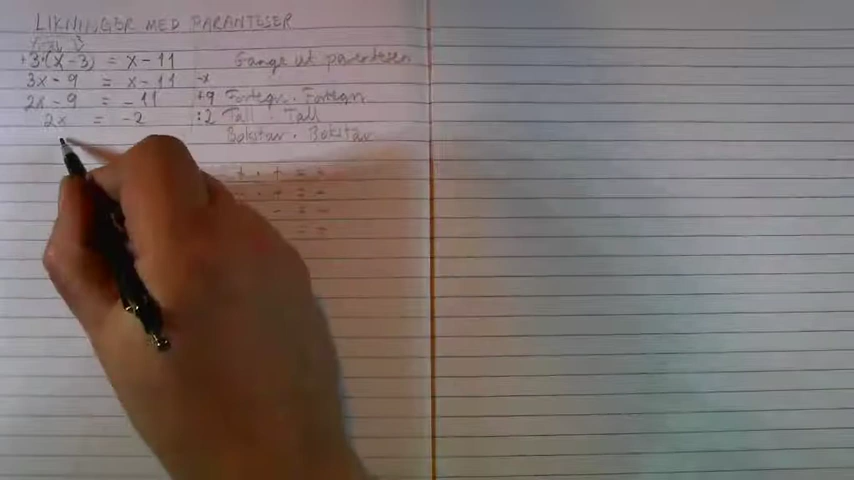 LIKNINGER MED PARANTESER
+3·(x-3) = x-11 Gange ut parentesen
3x-9 = x-11 -x
2x-9 = -11 +9 Fortegn · Fortegn
2x = -2 :2 Tall · Tall
Bokstav · Bokstav
+ · + = +
· + = -
- = -
=